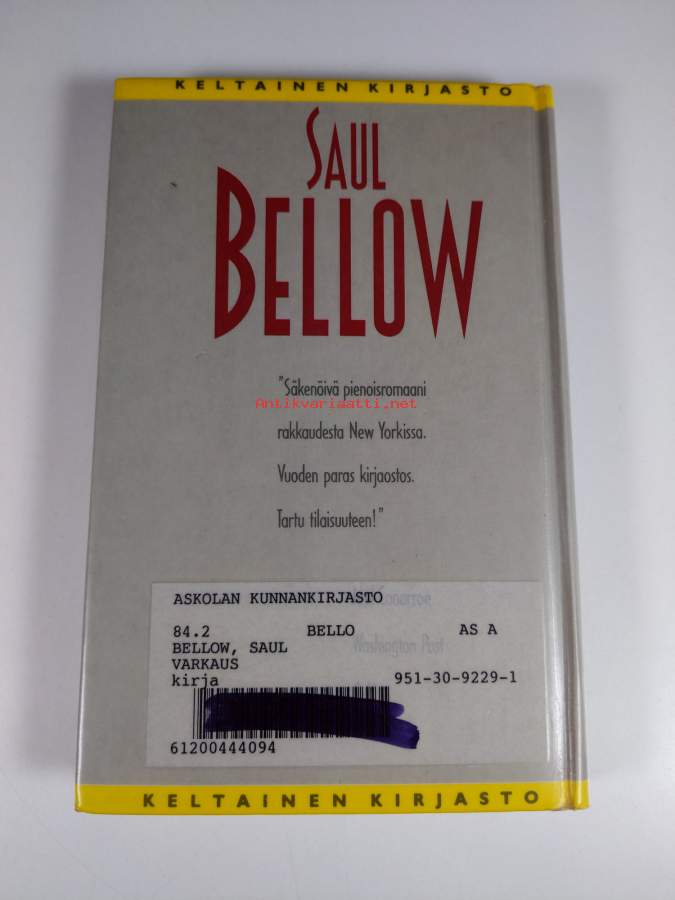 KELTAINEN KIRJASTO
SAUL
BELLOW
"Säkenöivä pienoisromaani
Antikvariaatti.net
rakkaudesta New Yorkissa.
Vuoden paras kirjaostos.
Tartu tilaisuuteen!"
ASKOLAN KUNNANKIRJASTO
84.2 BELLO AS A
BELLOW, SAUL
Washington Post
VARKAUS
kirja 951-30-9229-1
61200444094
KELTAINEN KIRJASTO